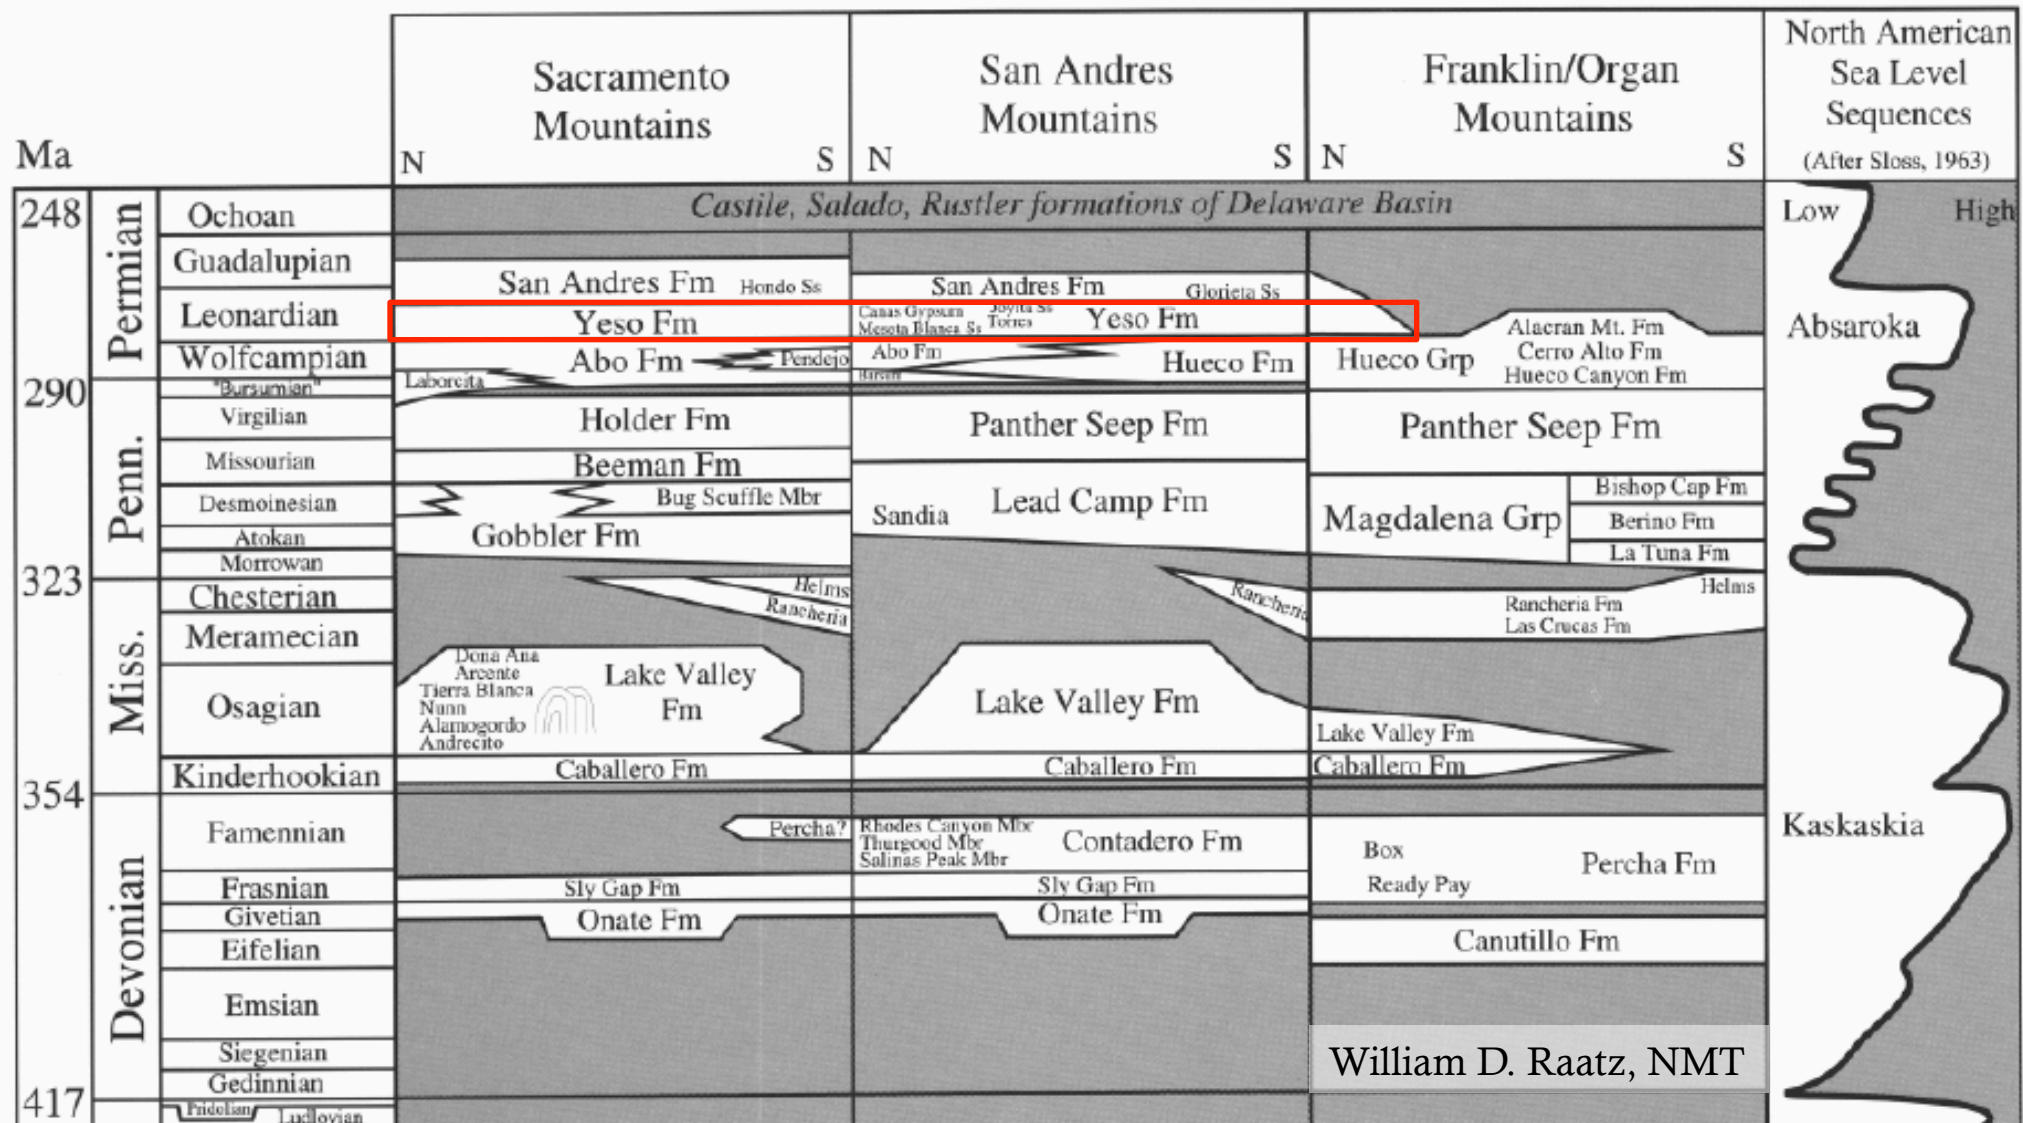 Ma
Sacramento
Mountains
N
S
San Andres
Mountains
N
S
Franklin/Organ
Mountains
N
S
North American
Sea Level
Sequences
(After Sloss, 1963)
248
290
323
354
417
Permian
Penn.
Miss.
Devonian
Ochoan
Guadalupian
Leonardian
Wolfcampian
"Bursumian"
Virgilian
Missourian
Desmoinesian
Atokan
Morrowan
Chesterian
Meramecian
Osagian
Kinderhookian
Famennian
Frasnian
Givetian
Eifelian
Emsian
Siegenian
Gedinnian
Pridolian
Ludlovian
Castile, Salado, Rustler formations of Delaware Basin
San Andres Fm
Hondo Ss
Yeso Fm
Abo Fm
Pendejo
Laborcita
Holder Fm
Beeman Fm
Bug Scuffle Mbr
Gobbler Fm
Helms
Rancheria
Dona Ana
Arcente
Tierra Blanca
Nunn
Alamogordo
Andrecito
Lake Valley
Fm
Caballero Fm
Percha?
Sly Gap Fm
Onate Fm
San Andres Fm
Glorieta Ss
Canas Gypsum
Joyita Ss
Mesota Blanca Ss
Torres
Yeso Fm
Abo Fm
Hueco Fm
Panther Seep Fm
Lead Camp Fm
Sandia
Rancheria
Lake Valley Fm
Caballero Fm
Rhodes Canyon Mbr
Thurgood Mbr
Salinas Peak Mbr
Contadero Fm
Sly Gap Fm
Onate Fm
Hueco Grp
Alacran Mt. Fm
Cerro Alto Fm
Hueco Canyon Fm
Panther Seep Fm
Magdalena Grp
Bishop Cap Fm
Berino Fm
La Tuna Fm
Helms
Rancheria Fm
Las Crucas Fm
Lake Valley Fm
Caballero Fm
Box
Ready Pay
Percha Fm
Canutillo Fm
William D. Raatz, NMT
Low
High
Absaroka
Kaskaskia